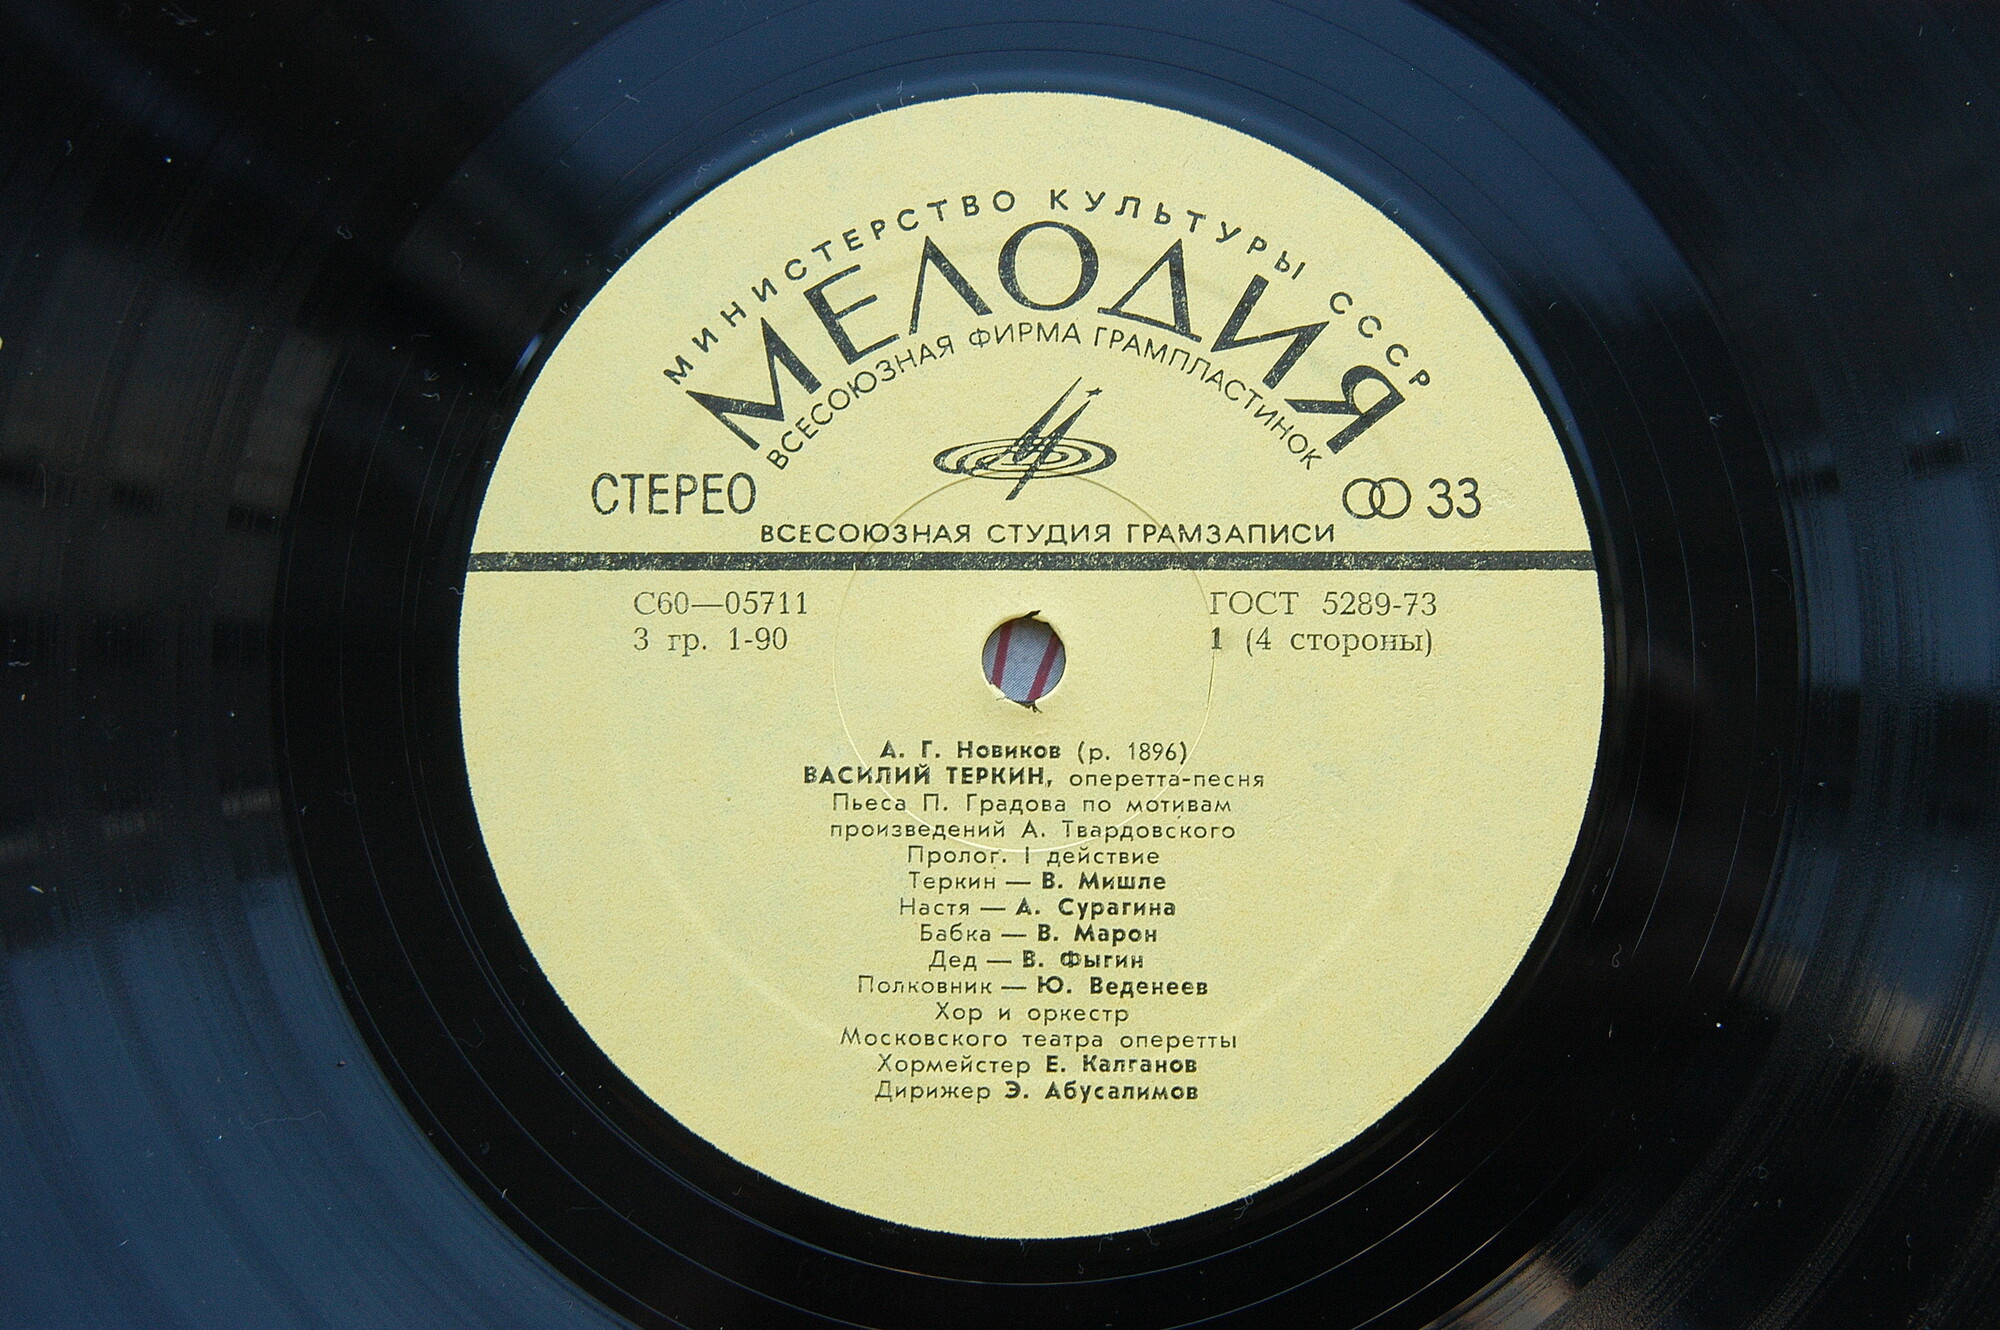 МИНИСТЕРСТВО КУЛЬТУРЫ СССР
МЕЛОДИЯ
ВСЕСОЮЗНАЯ ФИРМА ГРАМПЛАСТИНОК
СТЕРЕО 33
ВСЕСОЮЗНАЯ СТУДИЯ ГРАМЗАПИСИ
С60—05711 ГОСТ 5289-73
3 гр. 1-90 1 (4 стороны)
А. Г. Новиков (р. 1896)
ВАСИЛИЙ ТЕРКИН, оперетта-песня
Пьеса П. Градова по мотивам
произведений А. Твардовского
Пролог. I действие
Теркин — В. Мишле
Настя — А. Сурагина
Бабка — В. Марон
Дед — В. Фыгин
Полковник — Ю. Веденеев
Хор и оркестр
Московского театра оперетты
Хормейстер Е. Калганов
Дирижер Э. Абусалимов